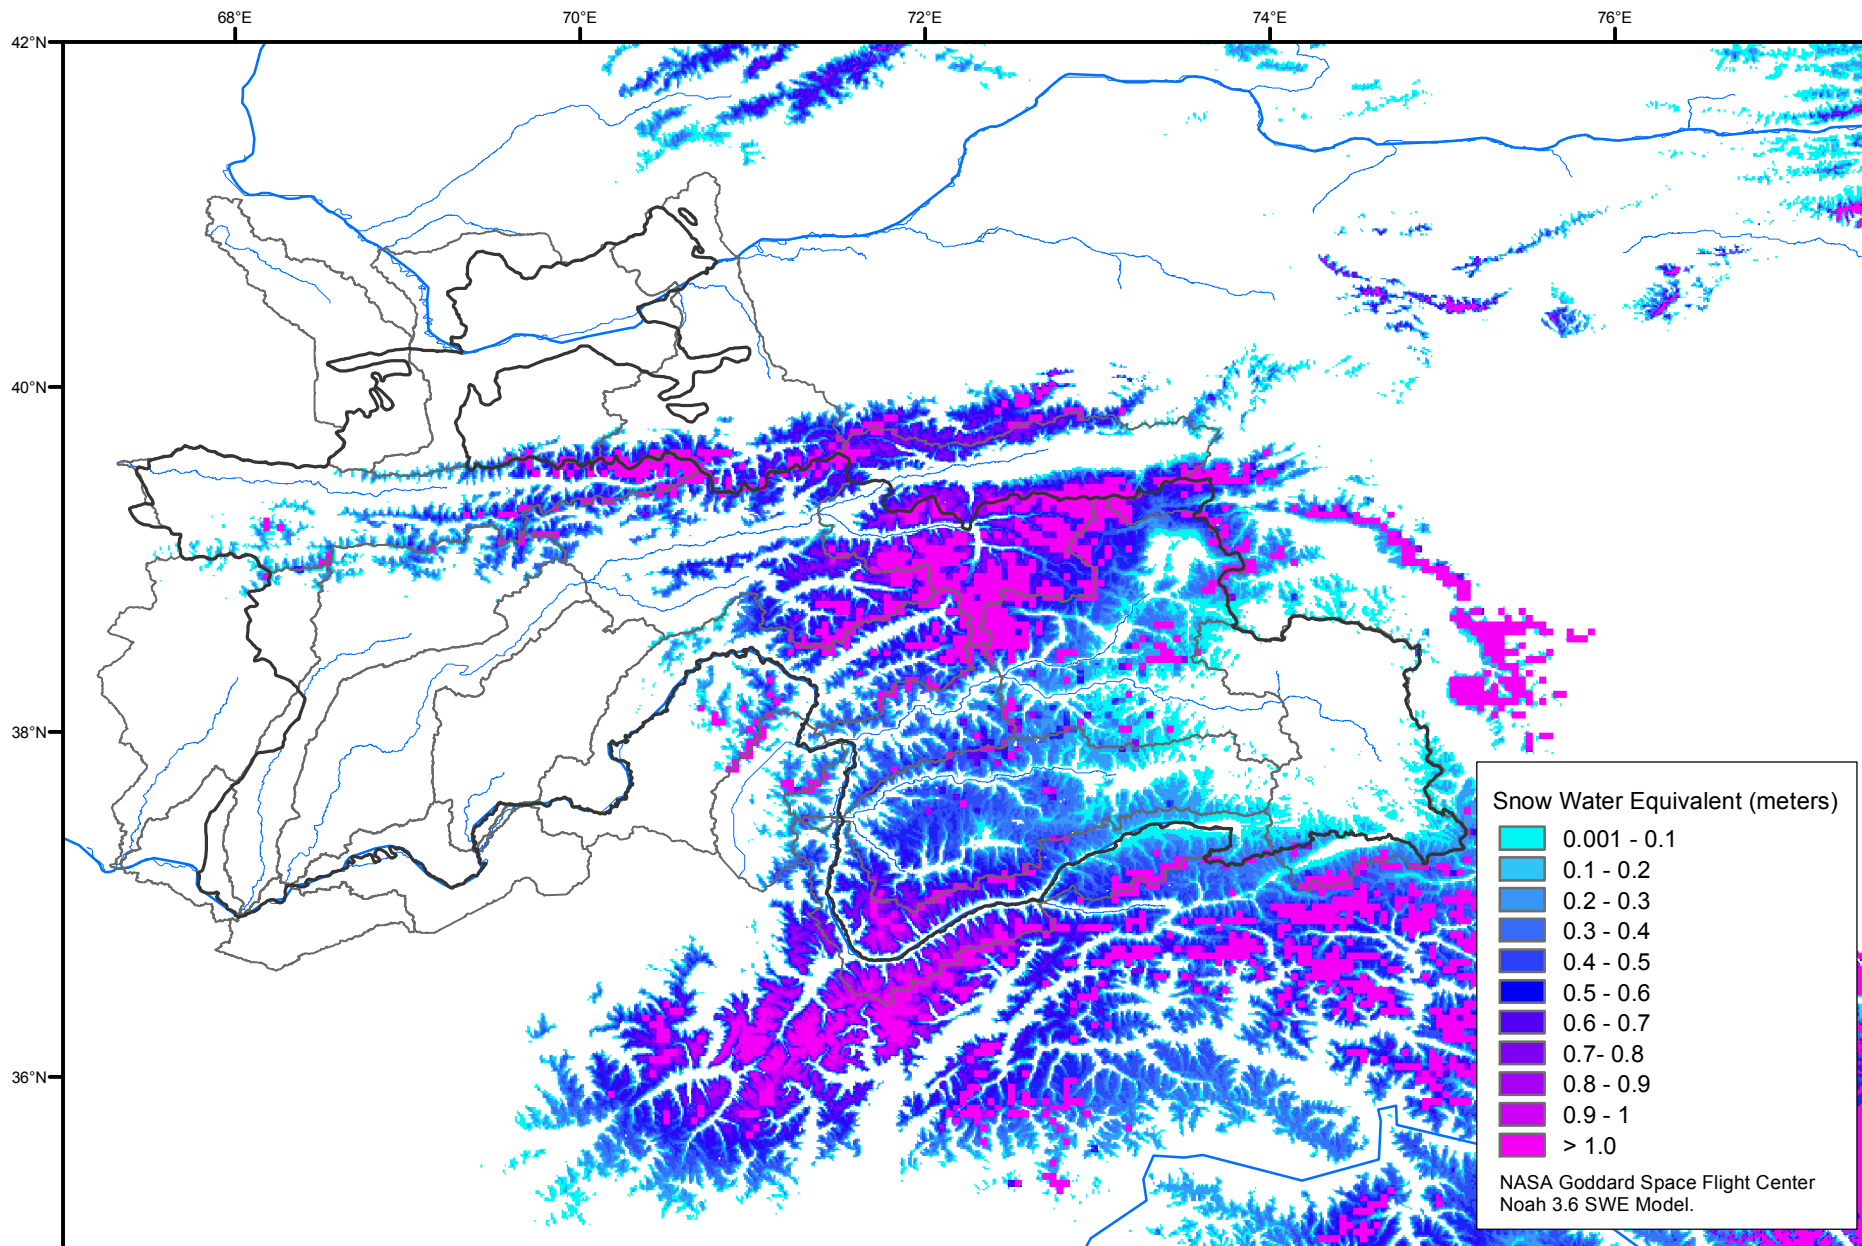 68°E 70°E 72°E 74°E 76°E
42°N
40°N
38°N
36°N
Snow Water Equivalent (meters)
0.001 - 0.1
0.1 - 0.2
0.2 - 0.3
0.3 - 0.4
0.4 - 0.5
0.5 - 0.6
0.6 - 0.7
0.7- 0.8
0.8 - 0.9
0.9 - 1
> 1.0
NASA Goddard Space Flight Center
Noah 3.6 SWE Model.